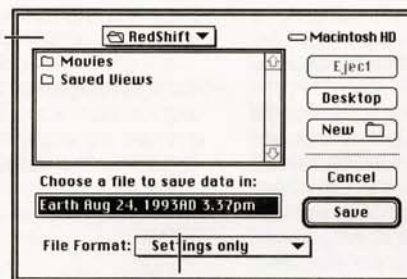 RedShift
Macintosh HD
Movies
Saved Views
Eject
Desktop
New
Choose a file to save data in:
Cancel
Earth Aug 24, 1993AD 3.37pm
Save
File Format: Settings only